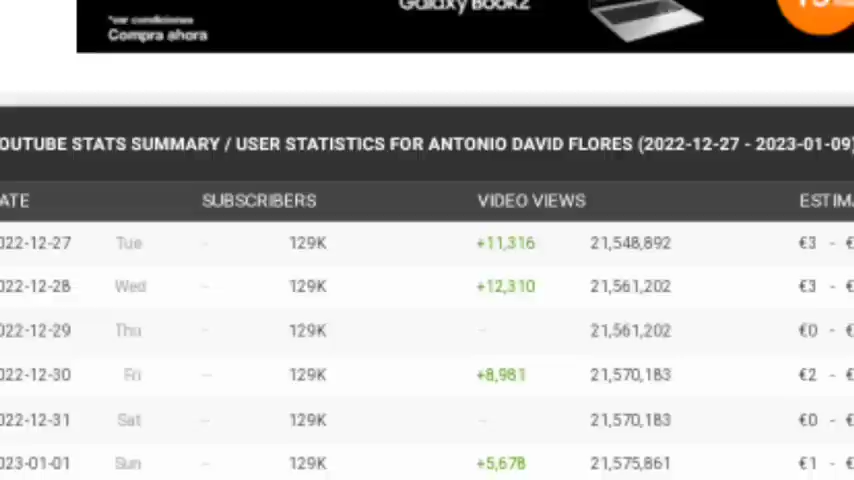 Galaxy Book2
*ver condiciones
Compra ahora
OUTUBE STATS SUMMARY / USER STATISTICS FOR ANTONIO DAVID FLORES (2022-12-27 - 2023-01-09)
ATE SUBSCRIBERS VIDEO VIEWS ESTIMA
022-12-27 Tue -- 129K +11,316 21,548,892 €3 - €
022-12-28 Wed -- 129K +12,310 21,561,202 €3 - €
022-12-29 Thu -- 129K -- 21,561,202 €0 - €
022-12-30 Fri -- 129K +8,981 21,570,183 €2 - €
022-12-31 Sat -- 129K -- 21,570,183 €0 - €
023-01-01 Sun -- 129K +5,678 21,575,861 €1 - €